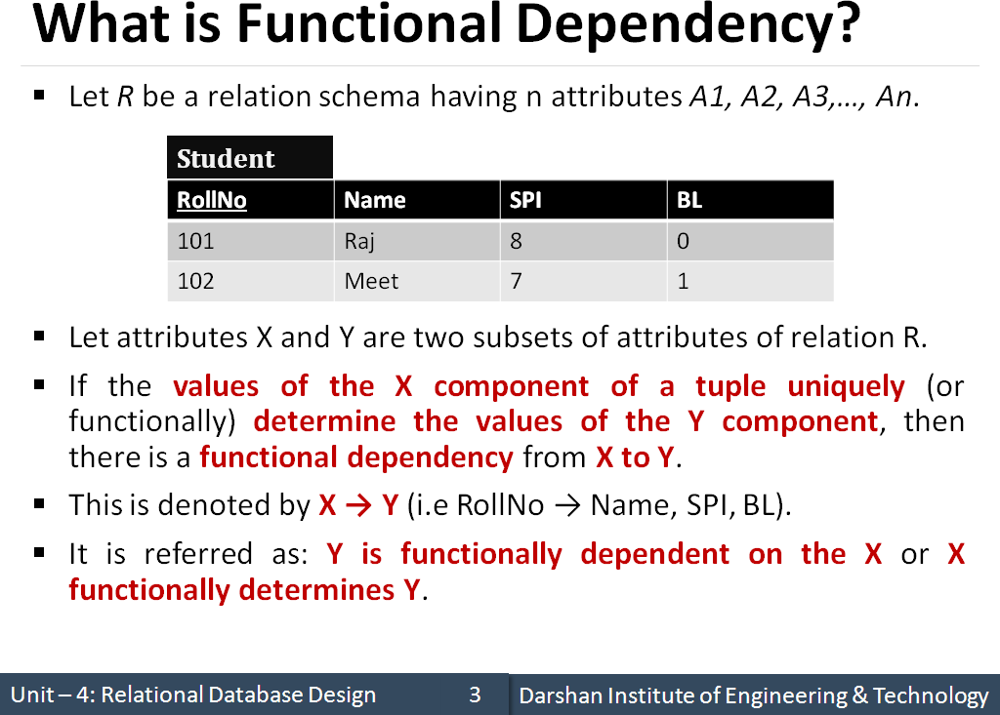 What is Functional Dependency?
▪ Let R be a relation schema having n attributes A1, A2, A3,..., An.
Student
RollNo Name SPI BL
101 Raj 8 0
102 Meet 7 1
▪ Let attributes X and Y are two subsets of attributes of relation R.
▪ If the values of the X component of a tuple uniquely (or
functionally) determine the values of the Y component, then
there is a functional dependency from X to Y.
▪ This is denoted by X → Y (i.e RollNo → Name, SPI, BL).
▪ It is referred as: Y is functionally dependent on the X or X
functionally determines Y.
Unit – 4: Relational Database Design 3 Darshan Institute of Engineering & Technology